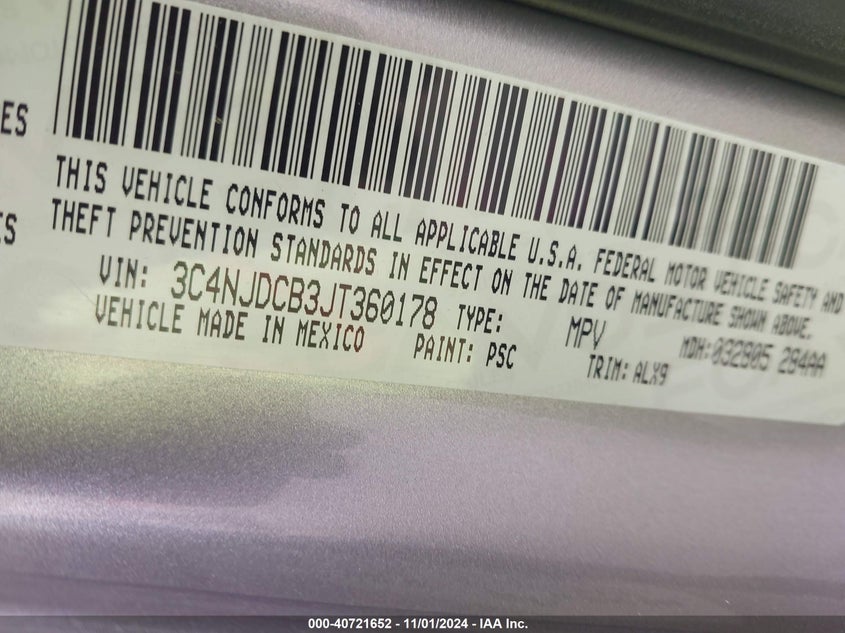 ES
ES
THIS VEHICLE CONFORMS TO ALL APPLICABLE U.S.A. FEDERAL MOTOR VEHICLE SAFETY AND
THEFT PREVENTION STANDARDS IN EFFECT ON THE DATE OF MANUFACTURE SHOWN ABOVE.
VIN: 3C4NJDCB3JT360178 TYPE: MPV MDH:032805 284AA
VEHICLE MADE IN MEXICO PAINT: PSC TRIM: ALX9
000-40721652 - 11/01/2024 - IAA Inc.